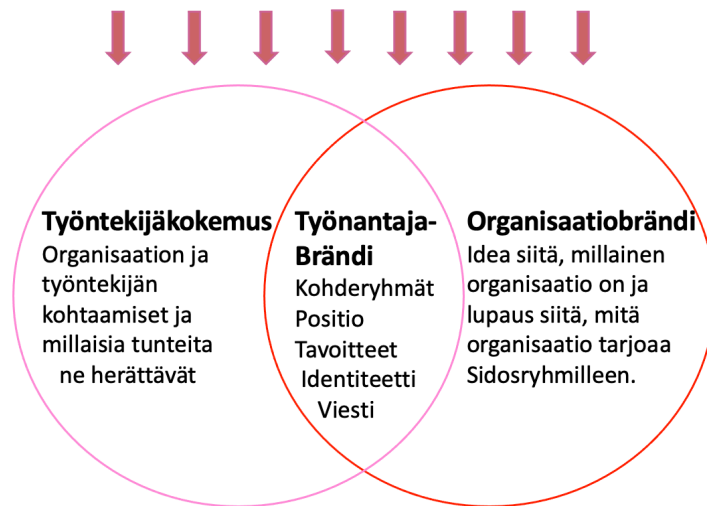 Työntekijäkokemus
Organisaation ja
työntekijän
kohtaamiset ja
millaisia tunteita
ne herättävät
Työnantaja-
Brändi
Kohderyhmät
Positio
Tavoitteet
Identiteetti
Viesti
Organisaatiobrändi
Idea siitä, millainen
organisaatio on ja
lupaus siitä, mitä
organisaatio tarjoaa
Sidosryhmilleen.